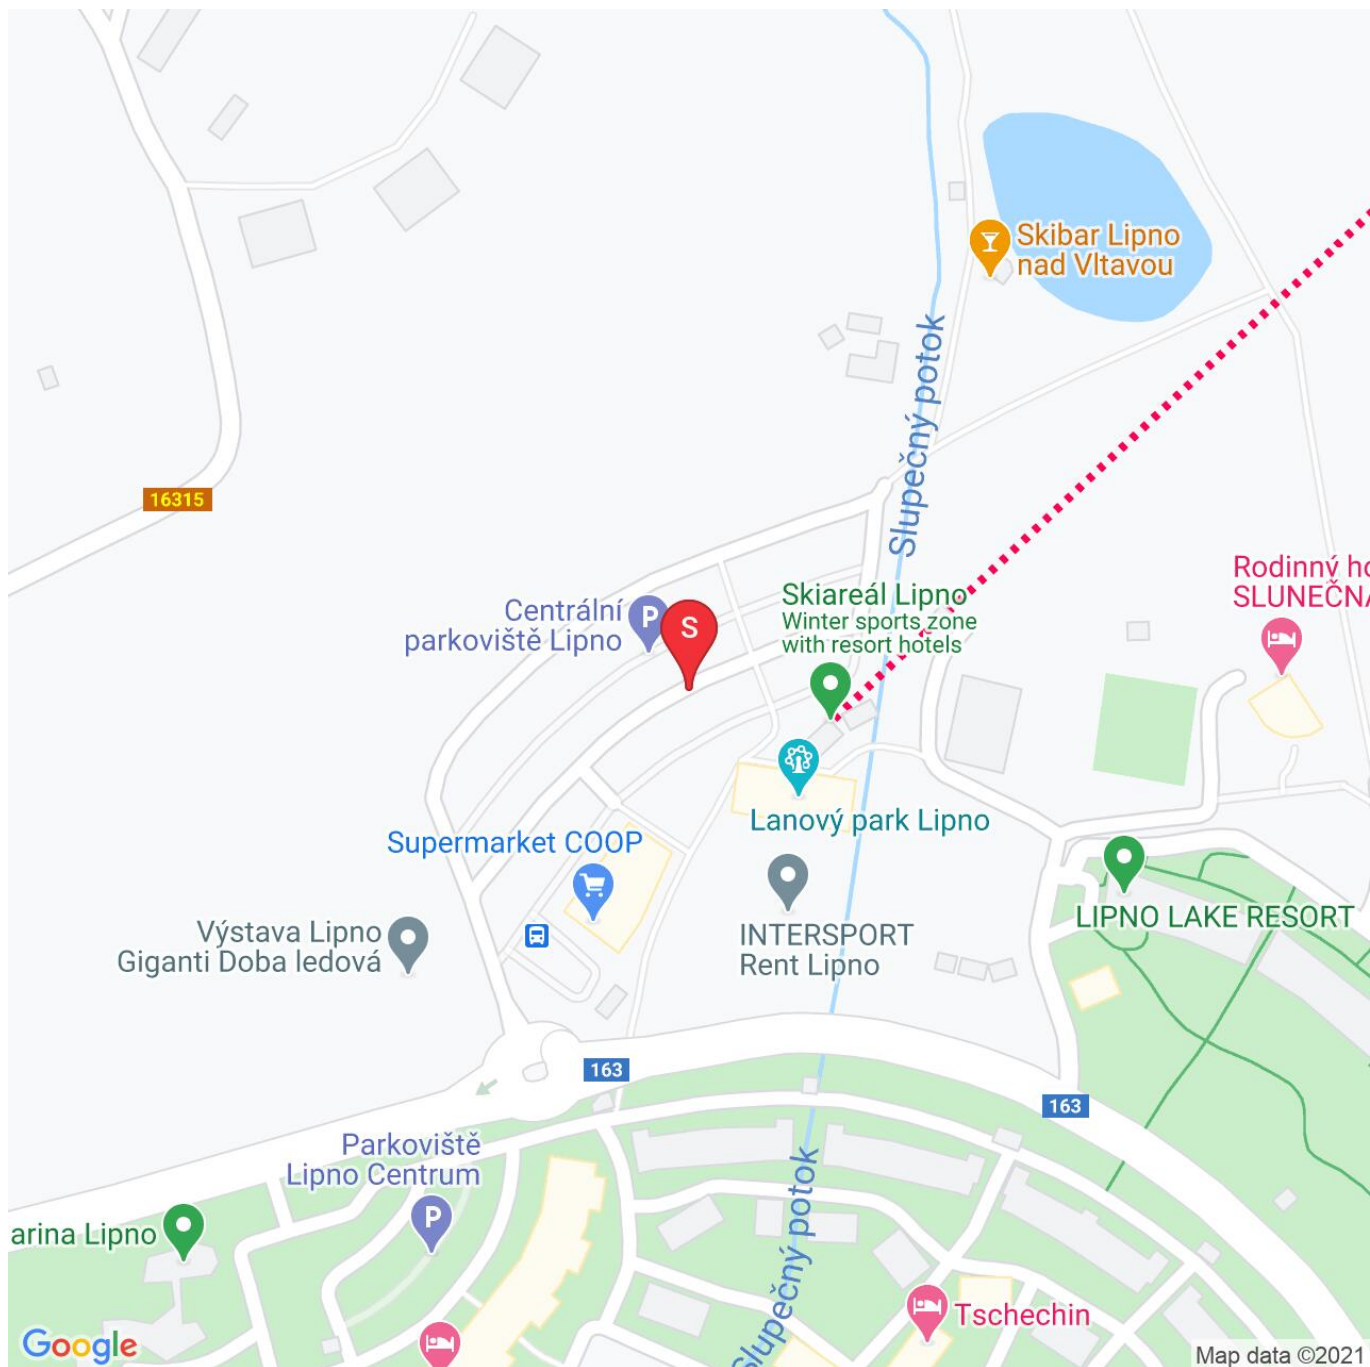 Skibar Lipno
nad Vltavou
Slupečný potok
16315
Rodinný ho
SLUNEČNÁ
Skiareál Lipno
Winter sports zone
with resort hotels
Centrální
parkoviště Lipno
P
S
Lanový park Lipno
Supermarket COOP
LIPNO LAKE RESORT
Výstava Lipno
Giganti Doba ledová
INTERSPORT
Rent Lipno
163
163
Parkoviště
Lipno Centrum
P
Slupečný potok
arina Lipno
Tschechin
Google
Map data ©2021